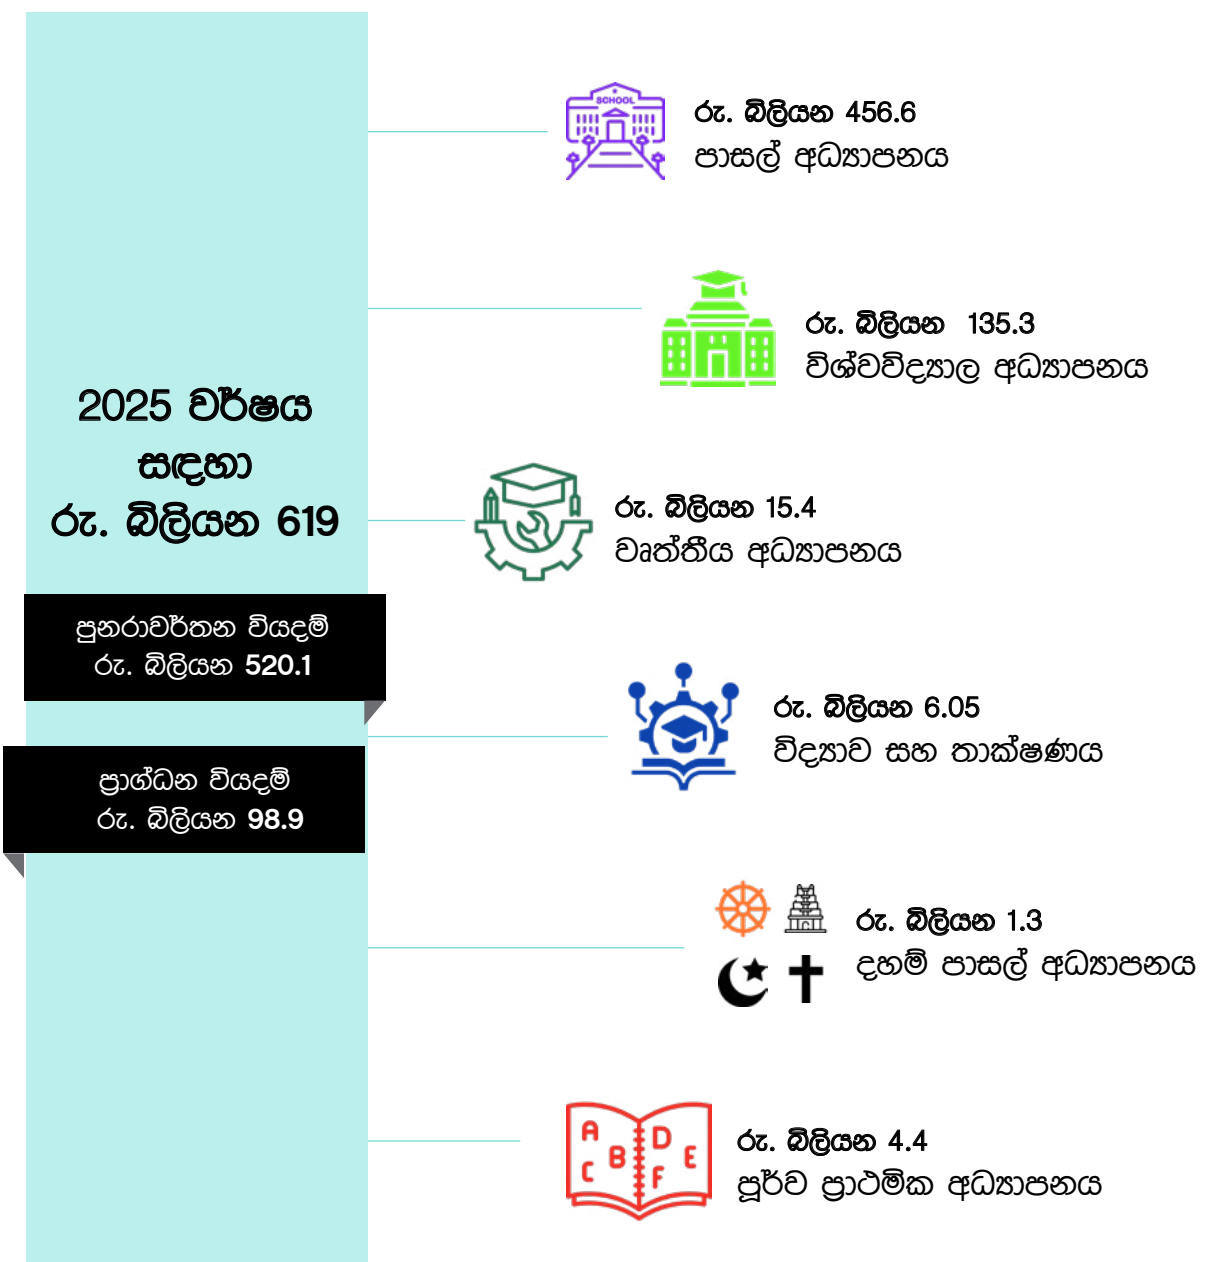 2025 වර්ෂය
සඳහා
රු. බිලියන 619
පුනරාවර්තන වියදම්
රු. බිලියන 520.1
ප්‍රාග්ධන වියදම්
රු. බිලියන 98.9
SCHOOL
රු. බිලියන 456.6
පාසල් අධ්‍යාපනය
රු. බිලියන 135.3
විශ්වවිද්‍යාල අධ්‍යාපනය
රු. බිලියන 15.4
වෘත්තීය අධ්‍යාපනය
රු. බිලියන 6.05
විද්‍යාව සහ තාක්ෂණය
රු. බිලියන 1.3
දහම් පාසල් අධ්‍යාපනය
A B C D E F
රු. බිලියන 4.4
පූර්ව ප්‍රාථමික අධ්‍යාපනය